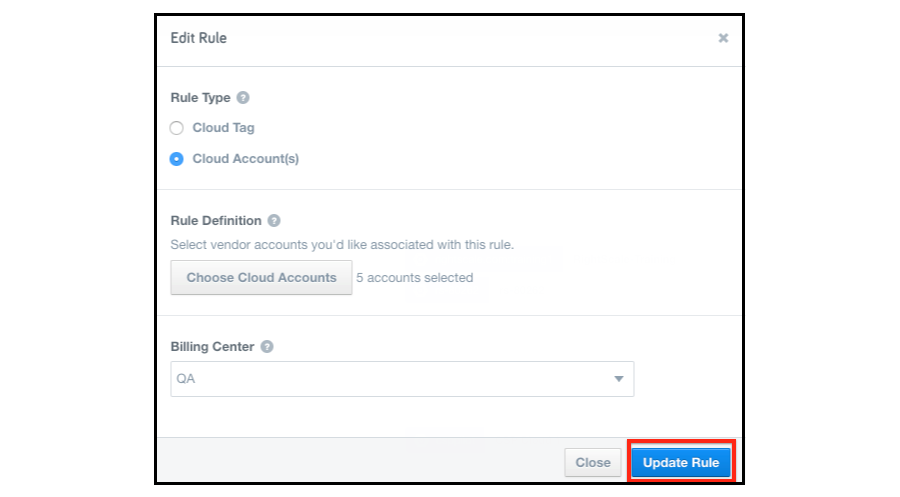 Edit Rule
Rule Type
Cloud Tag
Cloud Account(s)
Rule Definition
Select vendor accounts you'd like associated with this rule.
Choose Cloud Accounts 5 accounts selected
Billing Center
QA
Close Update Rule